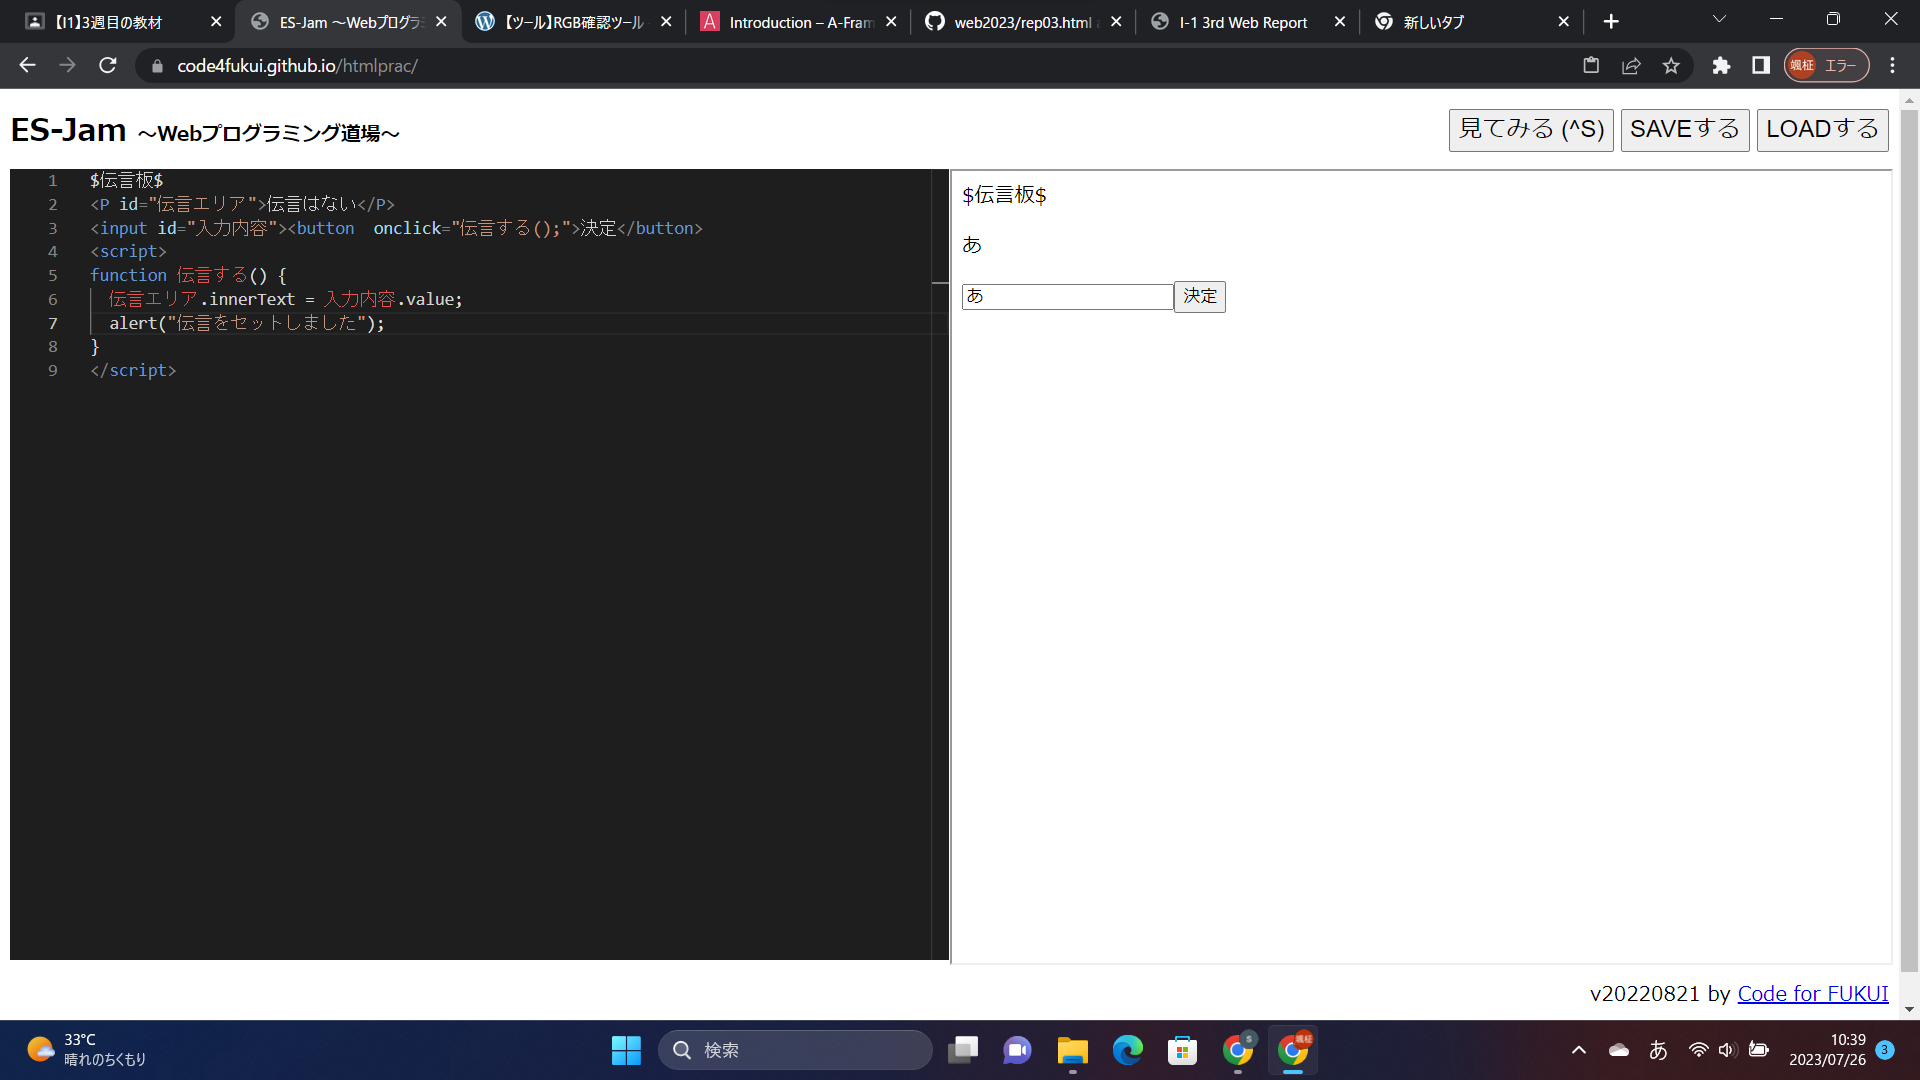 【I1】3週目の教材
ES-Jam ～Webプログラミ
【ツール】RGB確認ツール
Introduction – A-Fram
web2023/rep03.html
I-1 3rd Web Report
新しいタブ
code4fukui.github.io/htmlprac/
颯柾 エラー
ES-Jam ～Webプログラミング道場～
見てみる (^S) SAVEする LOADする
1 $伝言板$
2 <P id="伝言エリア">伝言はない</P>
3 <input id="入力内容"><button  onclick="伝言する();">決定</button>
4 <script>
5 function 伝言する() {
6   伝言エリア.innerText = 入力内容.value;
7   alert("伝言をセットしました");
8 }
9 </script>
$伝言板$
あ
あ 決定
v20220821 by Code for FUKUI
33°C
晴れのちくもり
検索
S
颯柾
あ
10:39
2023/07/26
3